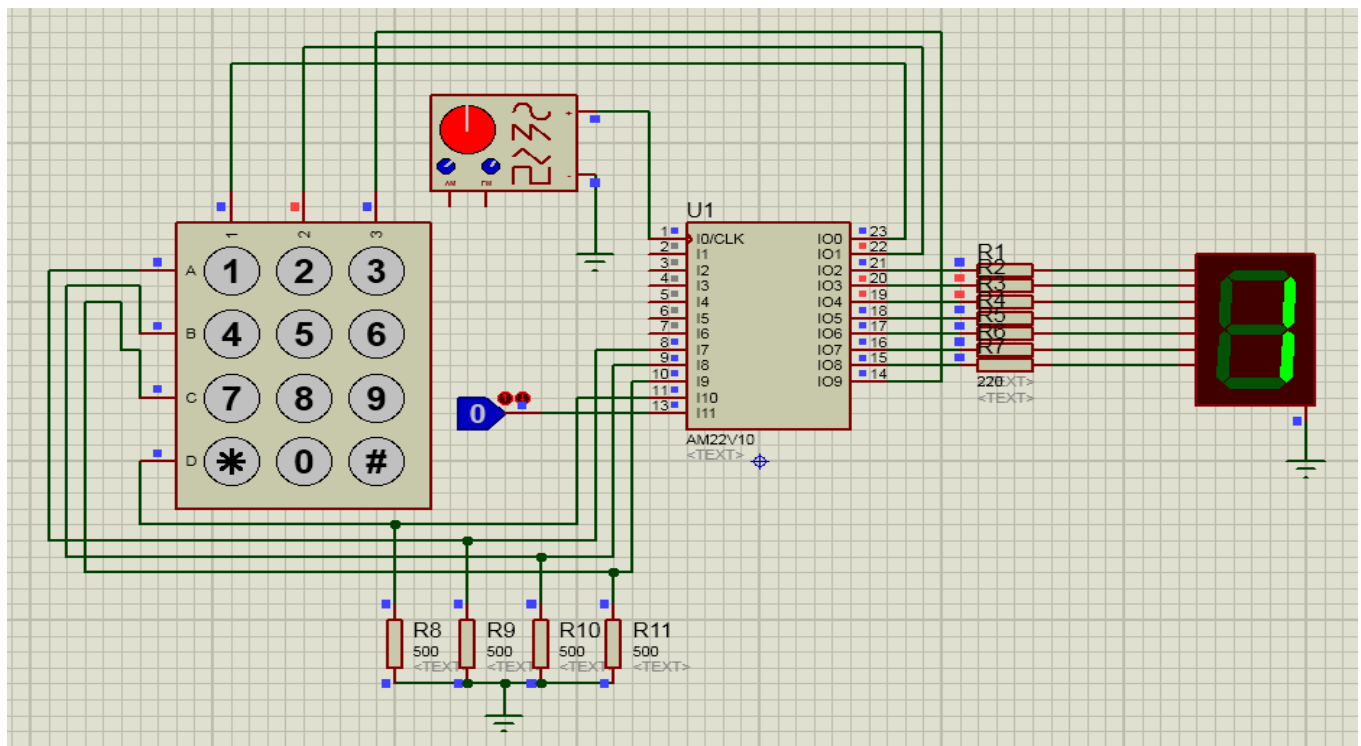 1 2 3
A 1 2 3
B 4 5 6
C 7 8 9
D * 0 #
AM FM
+
-
0
U1
1 I0/CLK IO0 23
2 I1 IO1 22
3 I2 IO2 21
4 I3 IO3 20
5 I4 IO4 19
6 I5 IO5 18
7 I6 IO6 17
8 I7 IO7 16
9 I8 IO8 15
10 I9 IO9 14
11 I10
13 I11
AM22V10
<TEXT>
R1
R2
R3
R4
R5
R6
R7
220
<TEXT>
1
R8 R9 R10 R11
500 500 500 500
<TEXT> <TEXT> <TEXT> <TEXT>